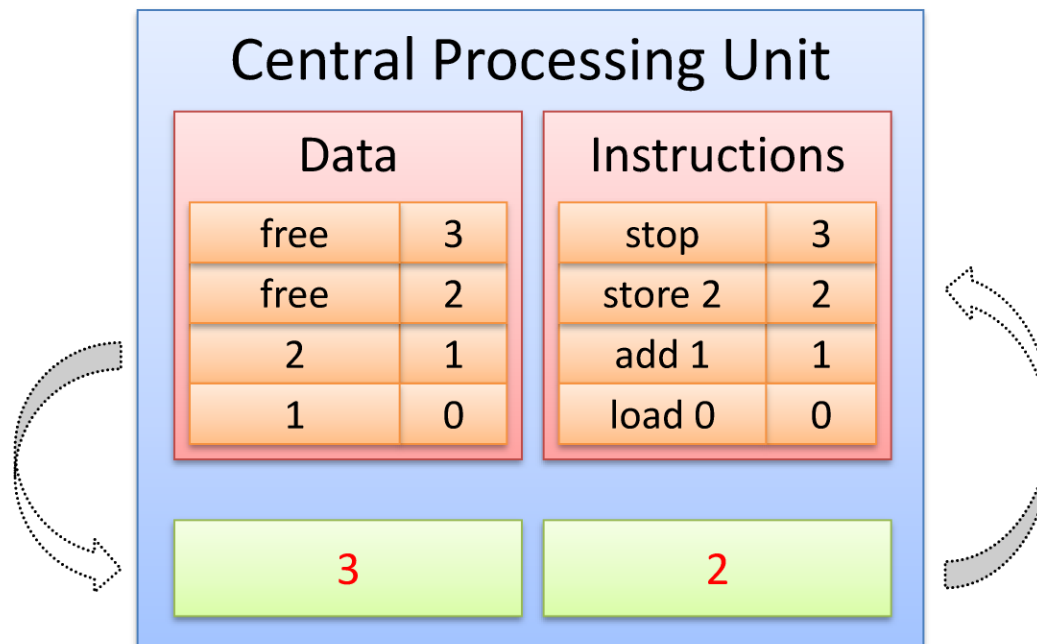 Central Processing Unit
Data
free 3
free 2
2 1
1 0
Instructions
stop 3
store 2 2
add 1 1
load 0 0
3
2